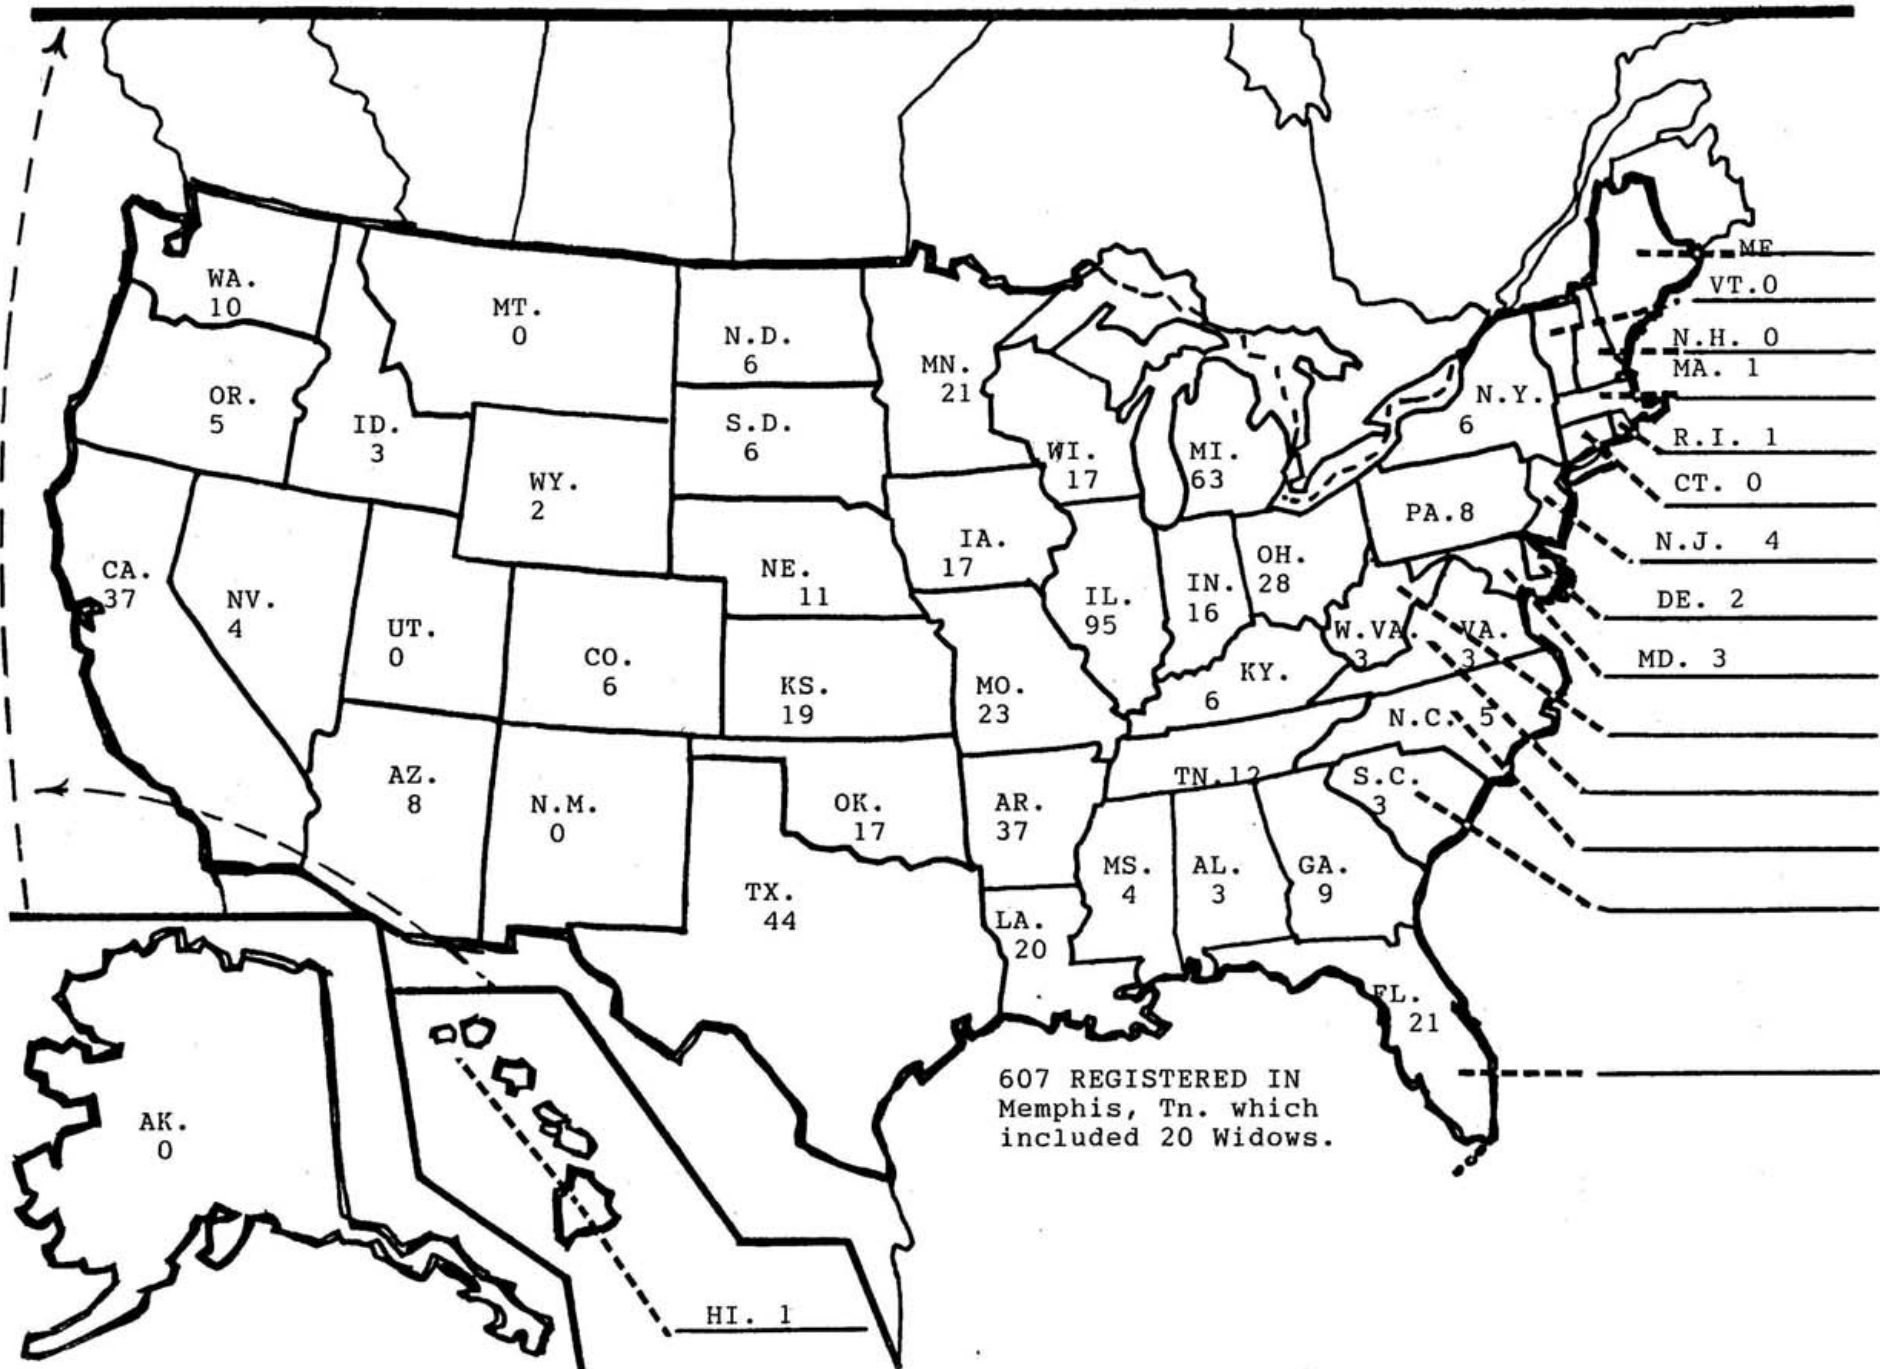 ME
VT.0
WA.
10
MT.
0
N.D.
6
N.H. 0
MN.
21
MA. 1
OR.
5
ID.
3
S.D.
6
N.Y.
6
WI.
17
MI.
63
R.I. 1
WY.
2
CT. 0
PA.8
IA.
17
N.J. 4
OH.
28
CA.
37
NE.
11
IN.
16
IL.
95
NV.
4
DE. 2
UT.
0
W.VA.
3
VA.
3
CO.
6
MD. 3
KY.
6
KS.
19
MO.
23
N.C. 5
AZ.
8
TN.12
S.C.
3
N.M.
0
OK.
17
AR.
37
MS.
4
AL.
3
GA.
9
TX.
44
LA.
20
FL.
21
607 REGISTERED IN
Memphis, Tn. which
included 20 Widows.
AK.
0
HI. 1